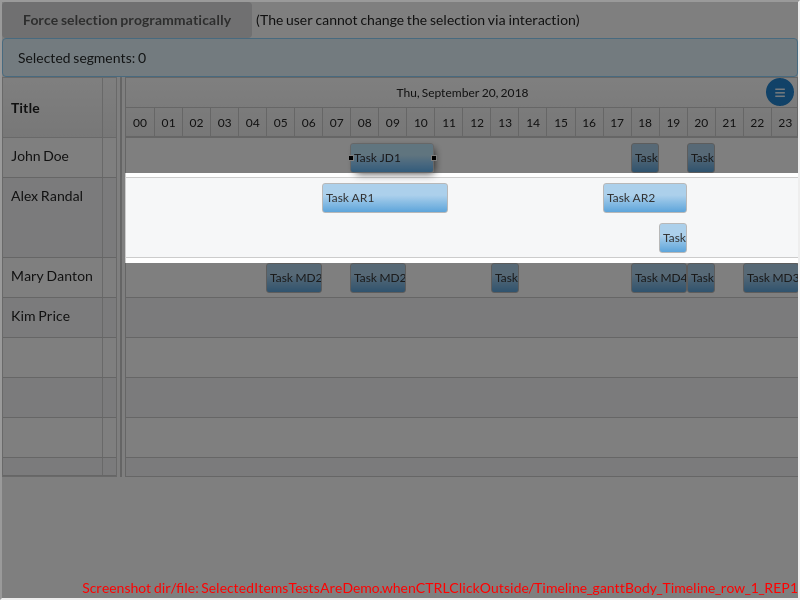 Force selection programmatically (The user cannot change the selection via interaction)
Selected segments: 0
Title Thu, September 20, 2018
00 01 02 03 04 05 06 07 08 09 10 11 12 13 14 15 16 17 18 19 20 21 22 23
John Doe Task JD1 Task Task
Alex Randal Task AR1 Task AR2
Task
Mary Danton Task MD2 Task MD2 Task Task MD4 Task Task MD3
Kim Price
Screenshot dir/file: SelectedItemsTestsAreDemo.whenCTRLClickOutside/Timeline_ganttBody_Timeline_row_1_REP1